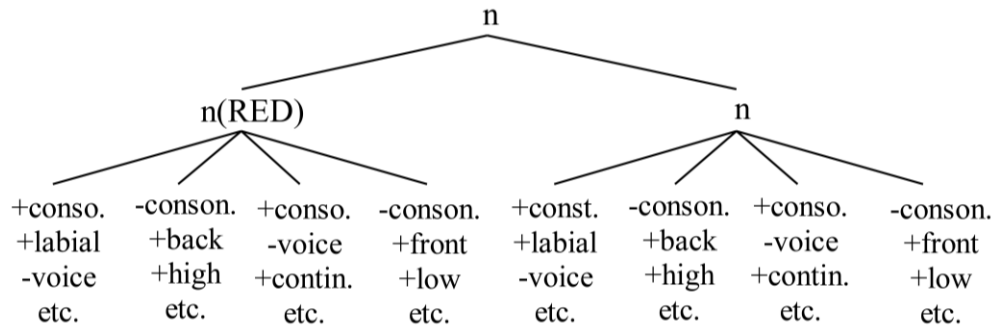 n
n(RED) n
+conso. -conson. +conso. -conson. +const. -conson. +conso. -conson.
+labial +back -voice +front +labial +back -voice +front
-voice +high +contin. +low -voice +high +contin. +low
etc. etc. etc. etc. etc. etc. etc. etc.